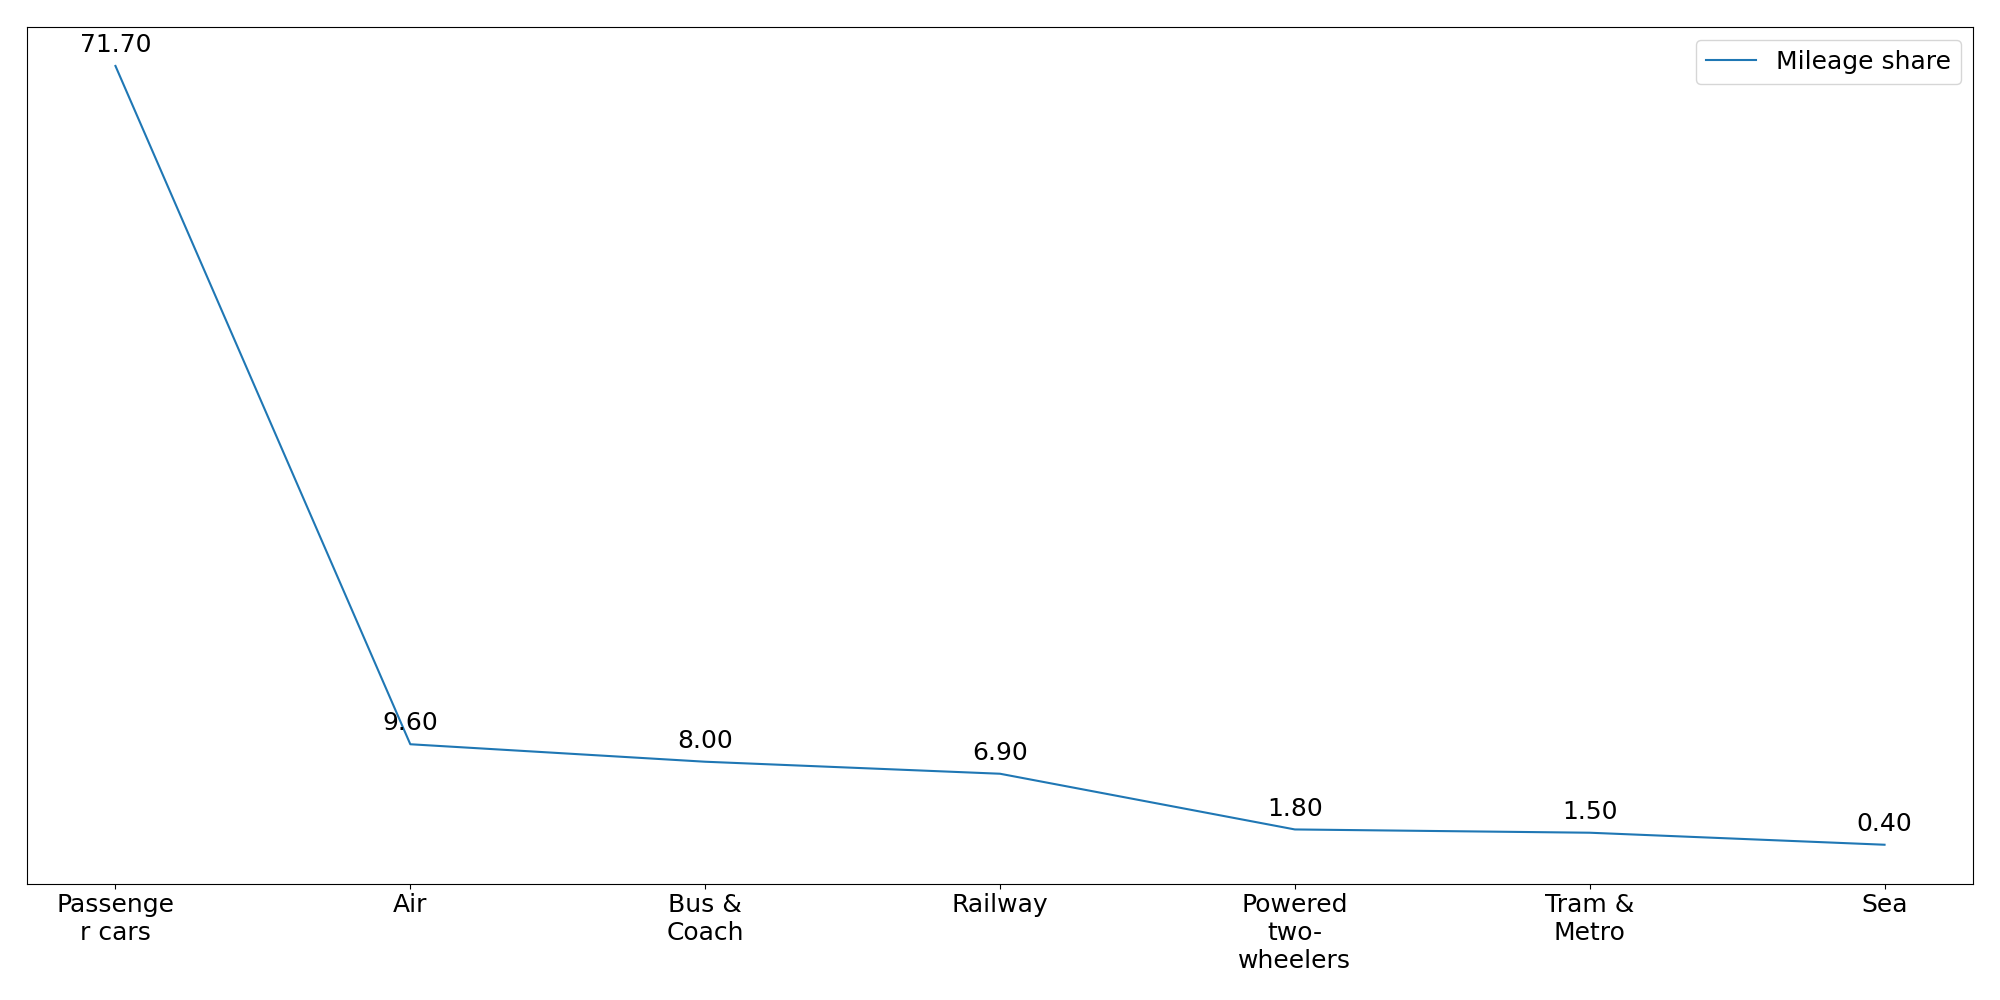 71.70
Mileage share
9.60
8.00
6.90
1.80
1.50
0.40
Passenge
r cars
Air
Bus &
Coach
Railway
Powered
two-
wheelers
Tram &
Metro
Sea